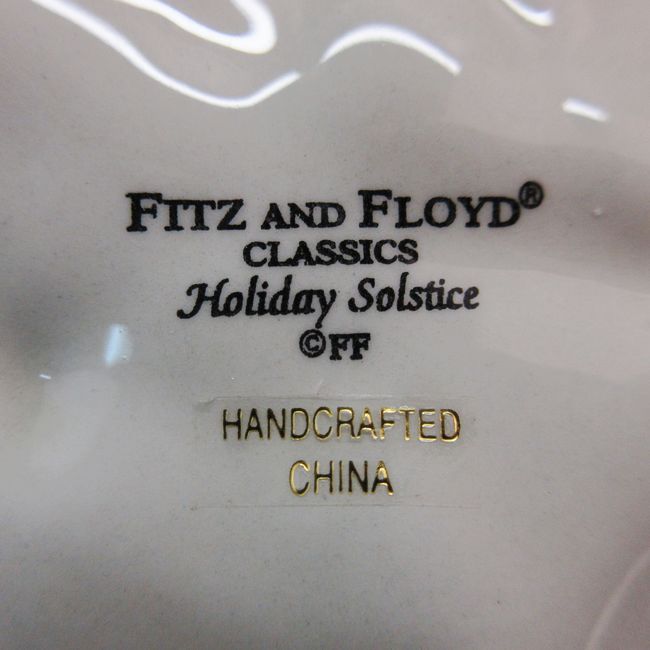 FITZ AND FLOYD®
CLASSICS
Holiday Solstice
©FF
HANDCRAFTED
CHINA